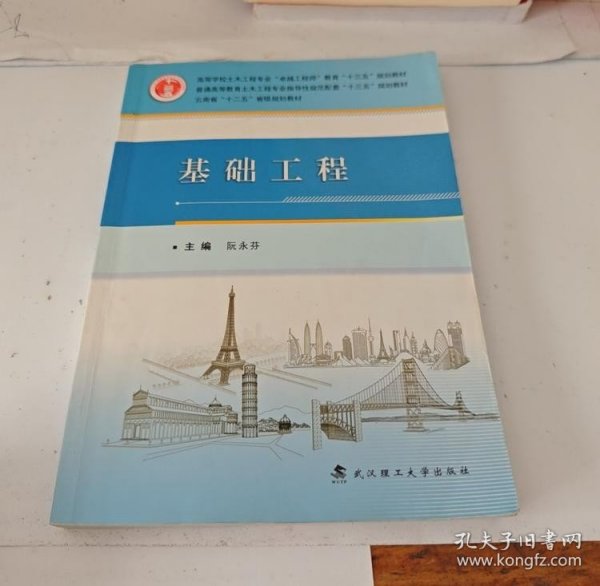 高等学校土木工程专业“卓越工程师”教育“十三五”规划教材
普通高等教育土木工程专业指导性规范配套“十三五”规划教材
云南省“十二五”省级规划教材
基础工程
主编 阮永芬
WUTP
武汉理工大学出版社
孔夫子旧书网
www.kongfz.com